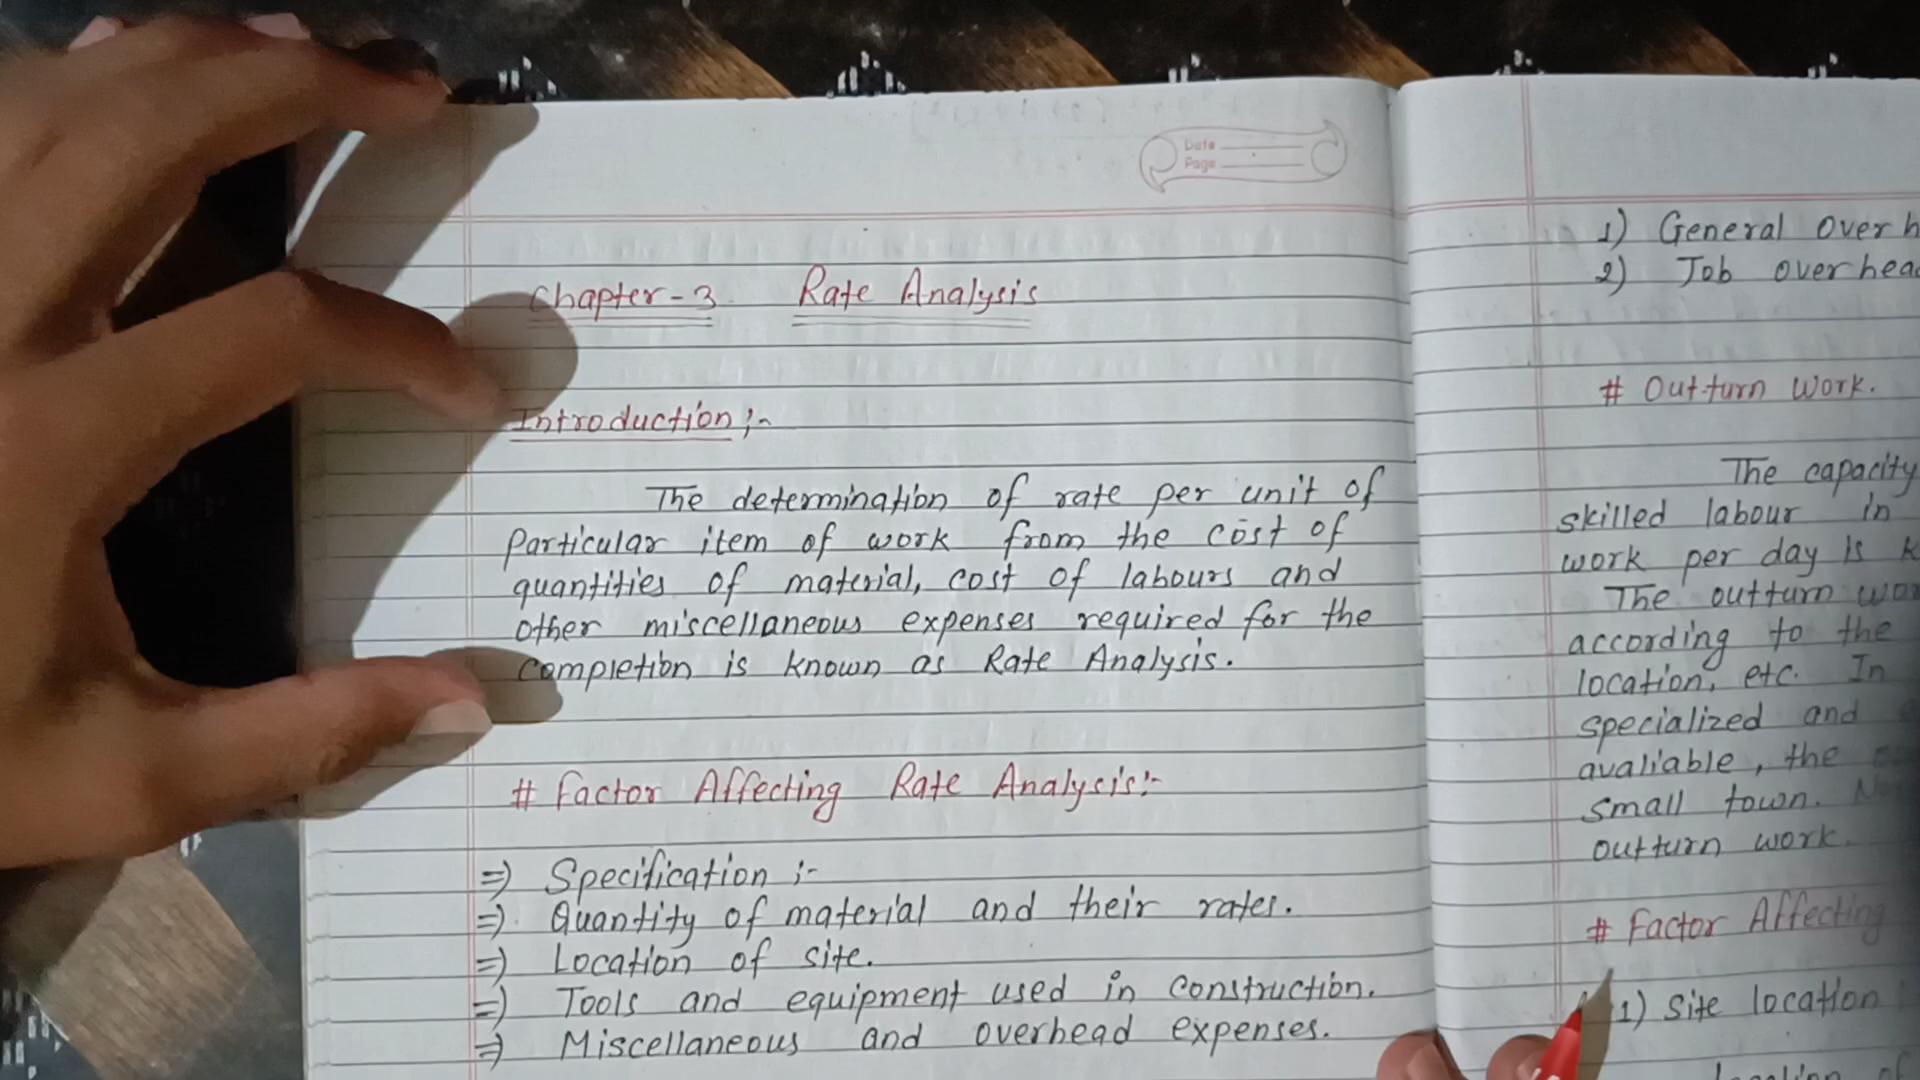 Date
Page
Chapter-3 Rate Analysis
Introduction :-
The determination of rate per unit of
particular item of work from the cost of
quantities of material, cost of labours and
other miscellaneous expenses required for the
completion is known as Rate Analysis.
# Factor Affecting Rate Analysis:-
⇒ Specification :-
⇒ Quantity of material and their rates.
⇒ Location of site.
⇒ Tools and equipment used in construction.
⇒ Miscellaneous and overhead expenses.
1) General Over
2) Job overhea
# Out-turn Work.
The capacity
skilled labour in
work per day is
The outturn
according to the
location, etc. In
specialized and
avaliable, the
small town.
outturn work.
# Factor Affecting
1) Site location